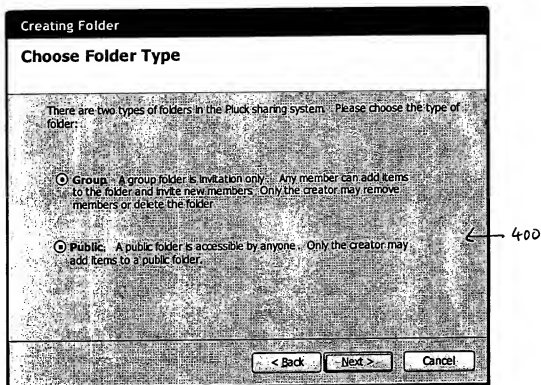 Creating Folder
Choose Folder Type
There are two types of folders in the Pluck sharing system. Please choose the type of
folder:
Group. A group folder is invitation only. Any member can add items
to the folder and invite new members. Only the creator may remove
members or delete the folder
Public. A public folder is accessible by anyone. Only the creator may
add items to a public folder.
400
< Back Next > Cancel